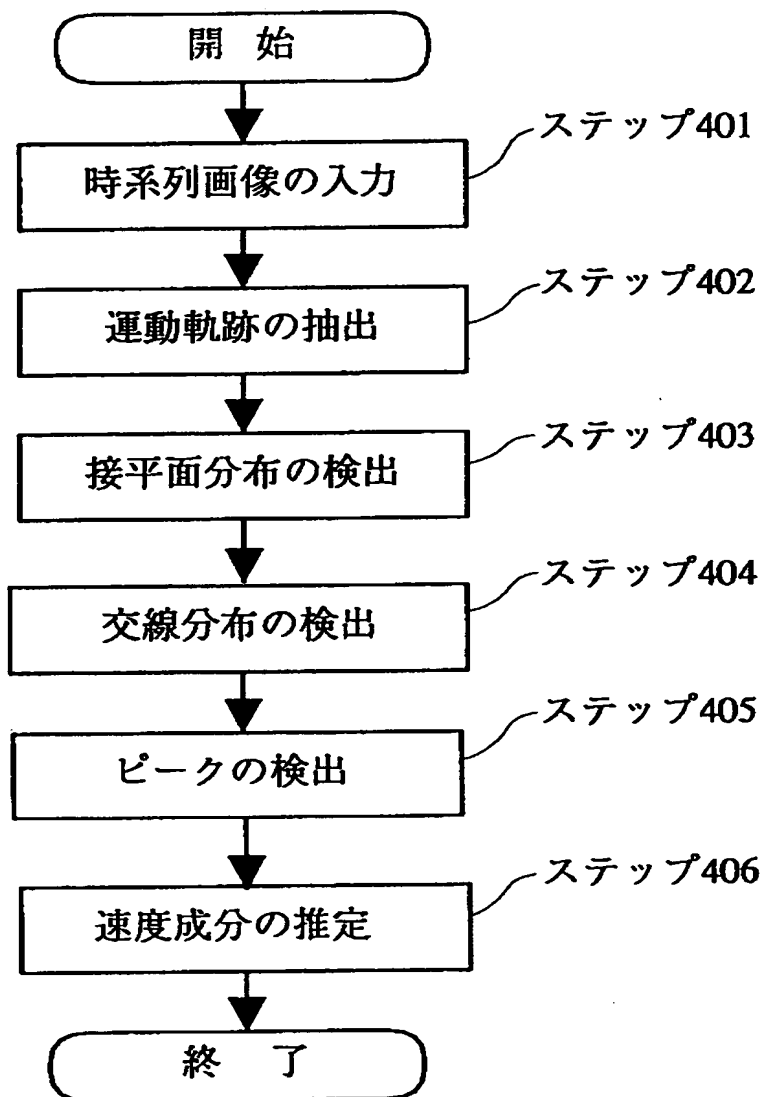 開 始
ステップ401
時系列画像の入力
ステップ402
運動軌跡の抽出
ステップ403
接平面分布の検出
ステップ404
交線分布の検出
ステップ405
ピークの検出
ステップ406
速度成分の推定
終 了